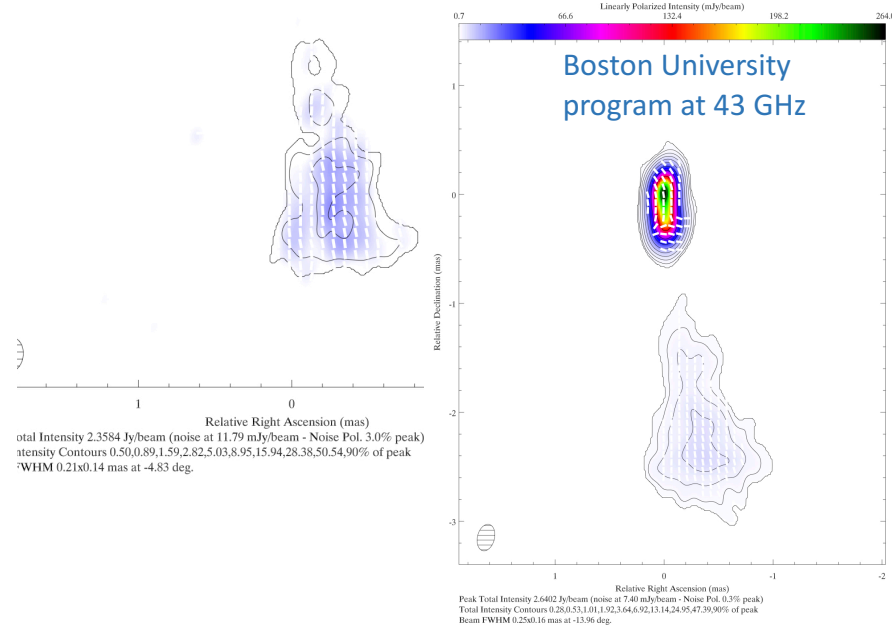 1
0
Relative Right Ascension (mas)
otal Intensity 2.3584 Jy/beam (noise at 11.79 mJy/beam - Noise Pol. 3.0% peak)
ntensity Contours 0.50,0.89,1.59,2.82,5.03,8.95,15.94,28.38,50.54,90% of peak
FWHM 0.21x0.14 mas at -4.83 deg.
Linearly Polarized Intensity (mJy/beam)
0.7 66.6 132.4 198.2 264.
Boston University
program at 43 GHz
1
0
-1
-2
-3
Relative Declination (mas)
1 0 -1 -2
Relative Right Ascension (mas)
Peak Total Intensity 2.6402 Jy/beam (noise at 7.40 mJy/beam - Noise Pol. 0.3% peak)
Total Intensity Contours 0.28,0.53,1.01,1.92,3.64,6.92,13.14,24.95,47.39,90% of peak
Beam FWHM 0.25x0.16 mas at -13.96 deg.